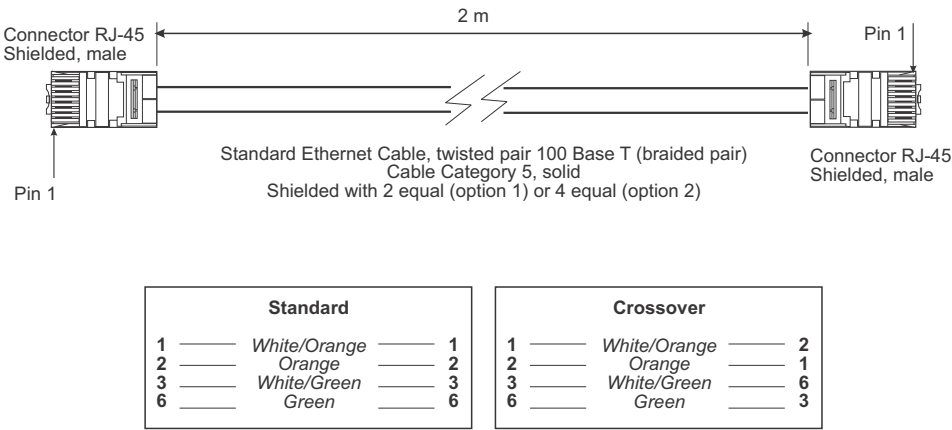 2 m
Connector RJ-45
Shielded, male
Pin 1
Standard Ethernet Cable, twisted pair 100 Base T (braided pair)
Cable Category 5, solid
Shielded with 2 equal (option 1) or 4 equal (option 2)
Connector RJ-45
Shielded, male
Pin 1
Standard
1 White/Orange 1
2 Orange 2
3 White/Green 3
6 Green 6
Crossover
1 White/Orange 2
2 Orange 1
3 White/Green 6
6 Green 3